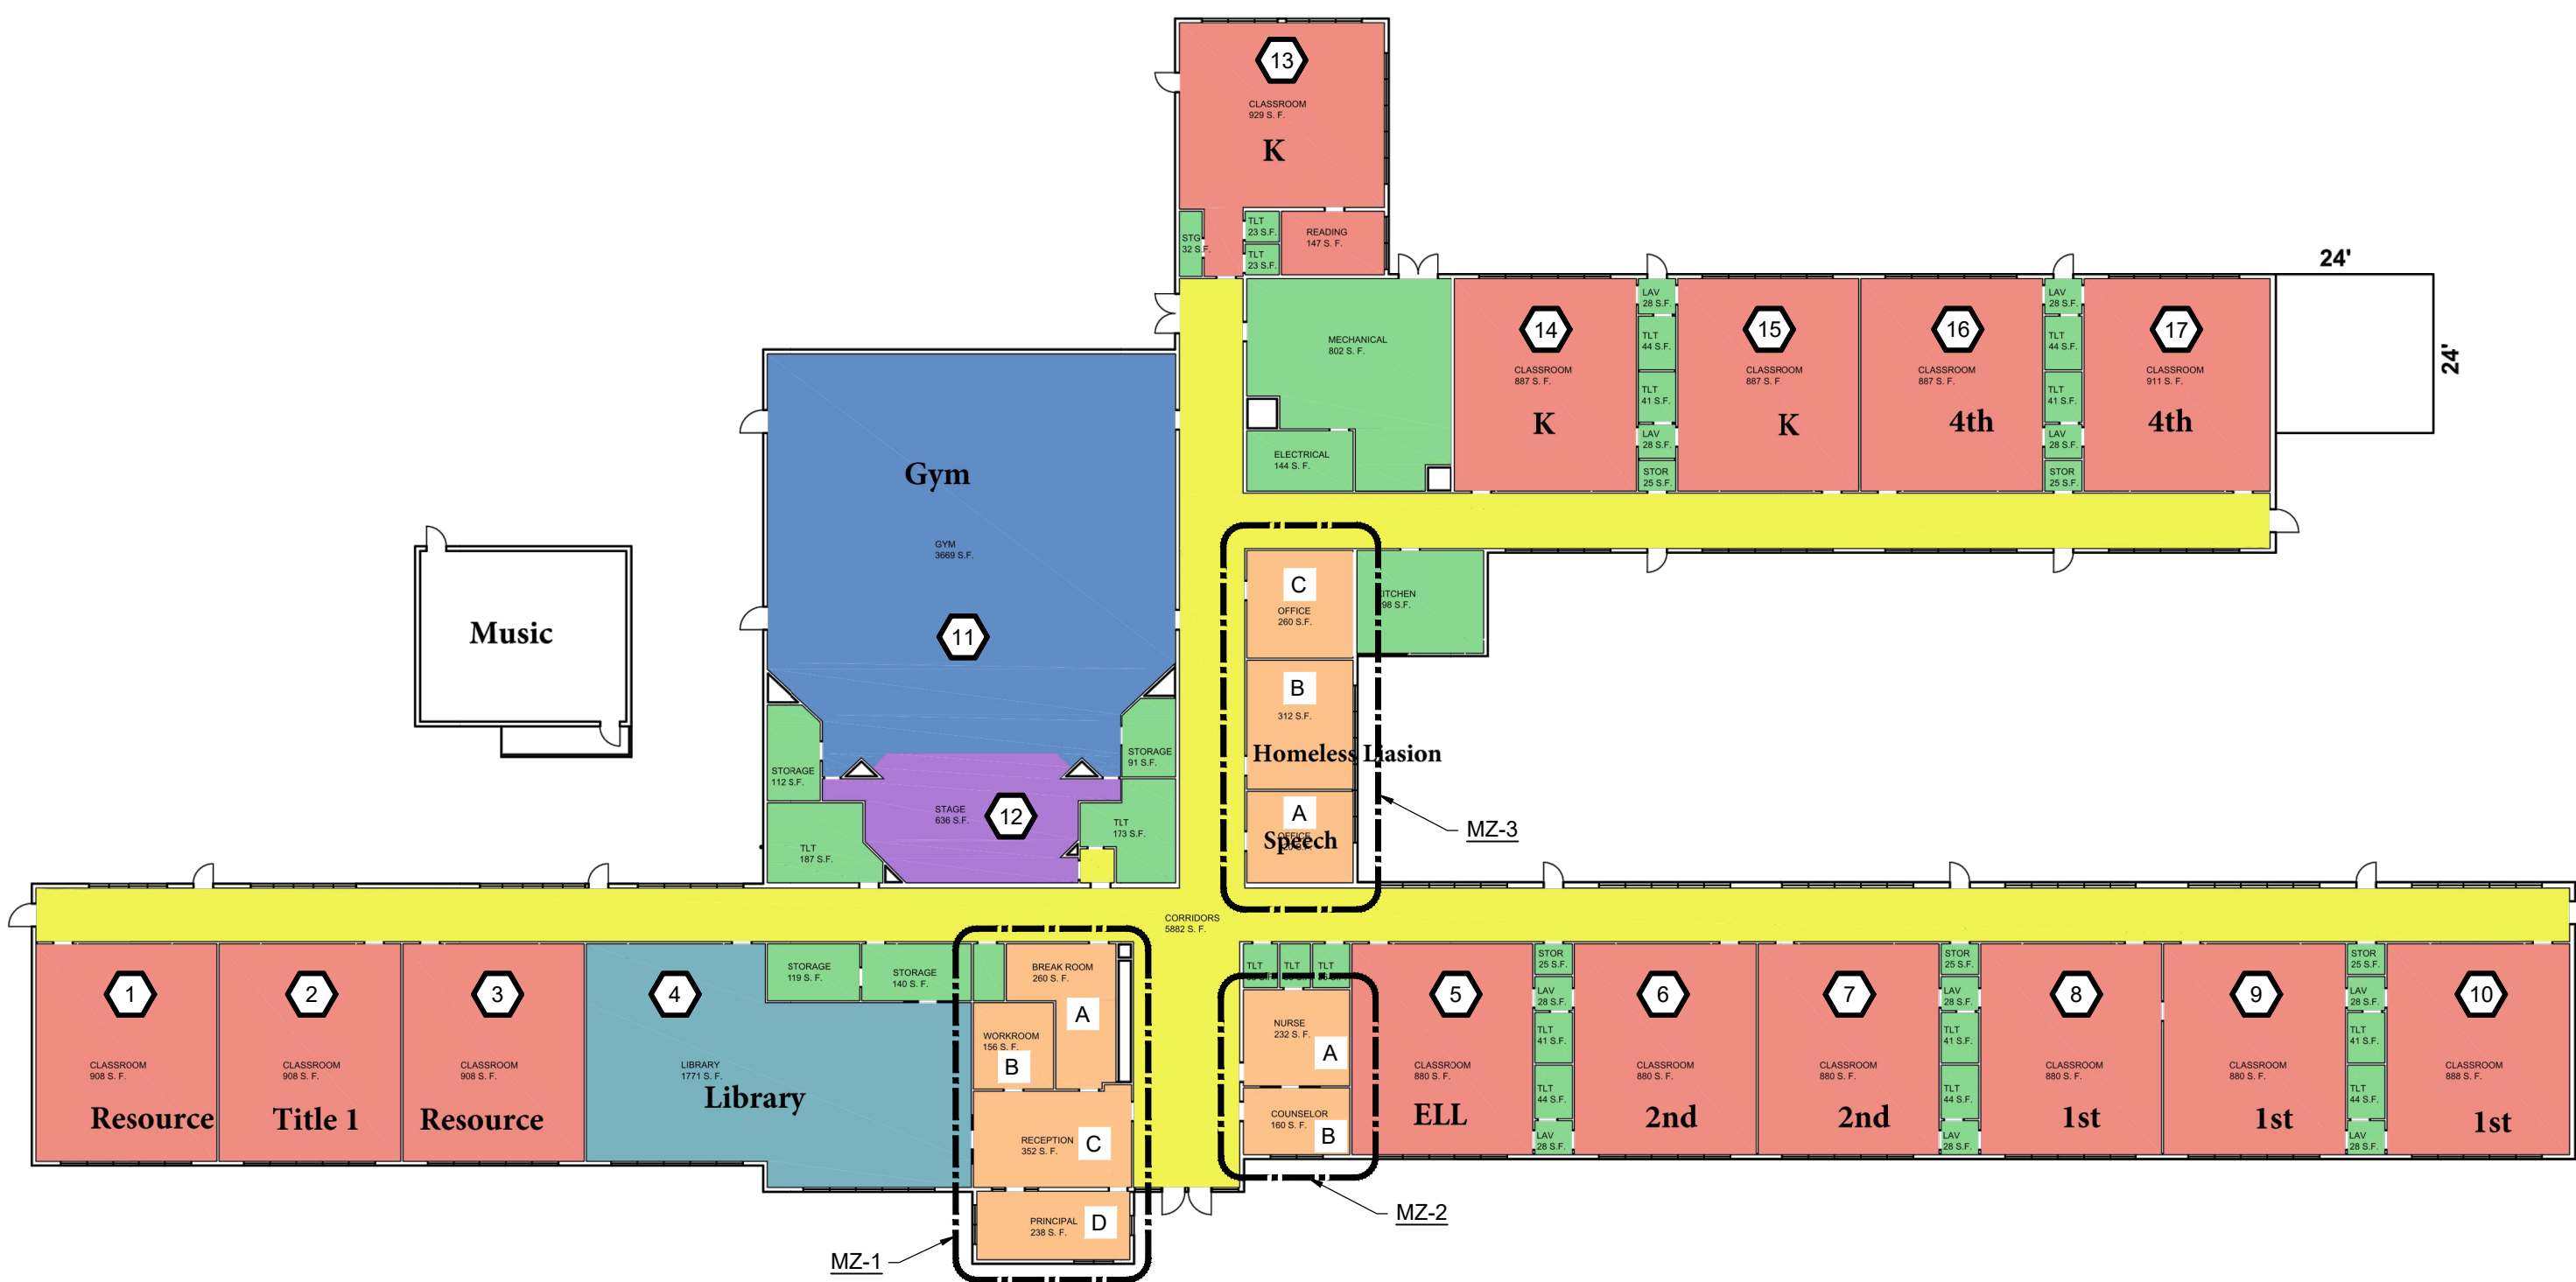 13
CLASSROOM
929 S. F.
K
STG
32 S.F.
TLT
23 S.F.
TLT
23 S.F.
READING
147 S. F.
24'
24'
MECHANICAL
802 S. F.
ELECTRICAL
144 S. F.
14
CLASSROOM
887 S. F.
K
LAV
28 S.F.
TLT
44 S.F.
TLT
41 S.F.
LAV
28 S.F.
STOR
25 S.F.
15
CLASSROOM
887 S. F.
K
16
CLASSROOM
887 S. F.
4th
LAV
28 S.F.
TLT
44 S.F.
TLT
41 S.F.
LAV
28 S.F.
STOR
25 S.F.
17
CLASSROOM
911 S. F.
4th
Gym
GYM
3669 S.F.
11
Music
STORAGE
112 S.F.
STORAGE
91 S.F.
STAGE
636 S.F.
12
TLT
187 S.F.
TLT
173 S.F.
C
OFFICE
260 S.F.
B
312 S.F.
Homeless Liasion
A
OFFICE
Speech
MZ-3
CORRIDORS
5882 S. F.
1
CLASSROOM
908 S. F.
Resource
2
CLASSROOM
908 S. F.
Title 1
3
CLASSROOM
908 S. F.
Resource
4
LIBRARY
1771 S. F.
Library
STORAGE
119 S. F.
STORAGE
140 S. F.
BREAK ROOM
260 S. F.
A
WORKROOM
156 S. F.
B
RECEPTION
352 S. F.
C
PRINCIPAL
238 S. F.
D
MZ-1
TLT
TLT
TLT
NURSE
232 S. F.
A
COUNSELOR
160 S. F.
B
MZ-2
5
CLASSROOM
880 S. F.
ELL
STOR
25 S.F.
LAV
28 S.F.
TLT
41 S.F.
TLT
44 S.F.
LAV
28 S.F.
6
CLASSROOM
880 S. F.
2nd
7
CLASSROOM
880 S. F.
2nd
STOR
25 S.F.
LAV
28 S.F.
TLT
41 S.F.
TLT
44 S.F.
LAV
28 S.F.
8
CLASSROOM
880 S. F.
1st
9
CLASSROOM
880 S. F.
1st
STOR
25 S.F.
LAV
28 S.F.
TLT
41 S.F.
TLT
44 S.F.
LAV
28 S.F.
10
CLASSROOM
888 S. F.
1st